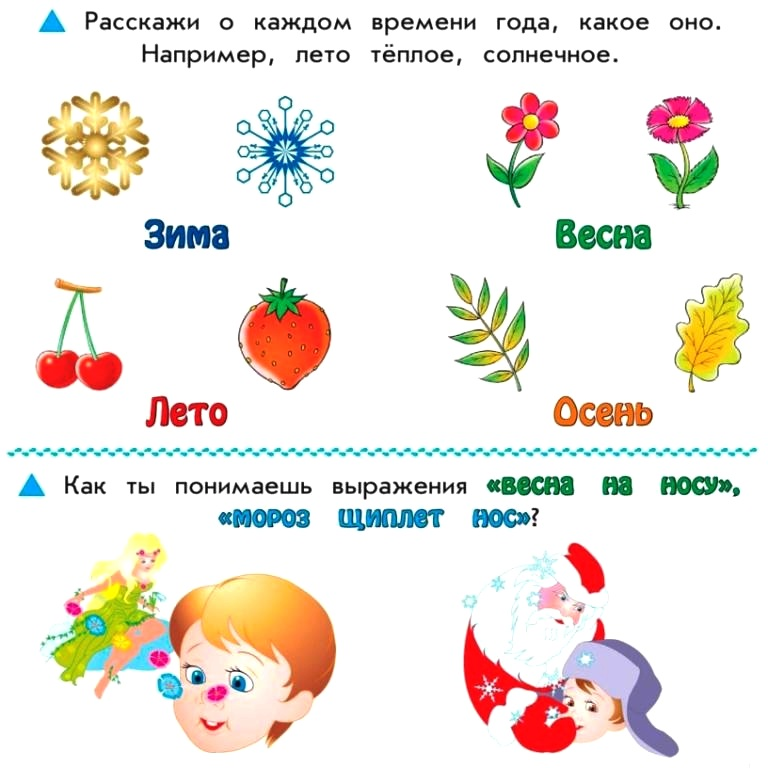 Расскажи о каждом времени года, какое оно.
Например, лето тёплое, солнечное.
Зима
Весна
Лето
Осень
Как ты понимаешь выражения «весна на носу»,
«мороз щиплет нос»?